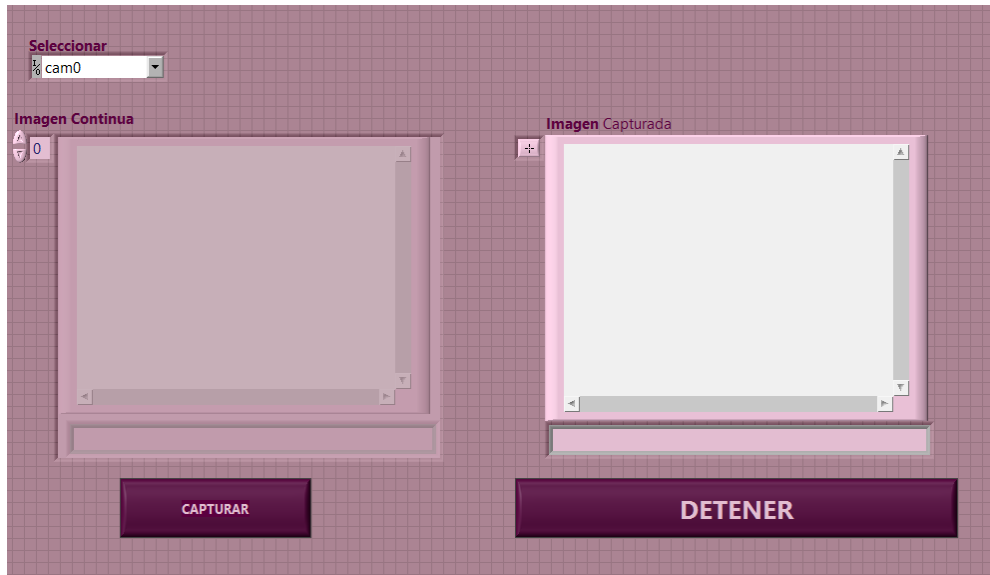 Seleccionar
I/O cam0
Imagen Continua
0
Imagen Capturada
CAPTURAR
DETENER